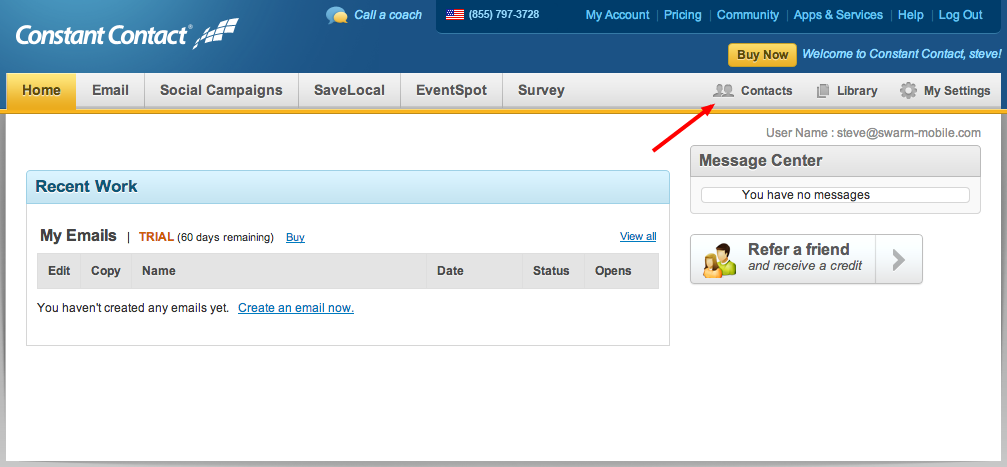 Constant Contact®
Call a coach
(855) 797-3728
My Account | Pricing | Community | Apps & Services | Help | Log Out
Buy Now
Welcome to Constant Contact, steve!
Home Email Social Campaigns SaveLocal EventSpot Survey
Contacts Library My Settings
User Name : steve@swarm-mobile.com
Recent Work
My Emails | TRIAL (60 days remaining) Buy
View all
Edit Copy Name Date Status Opens
You haven't created any emails yet. Create an email now.
Message Center
You have no messages
Refer a friend
and receive a credit